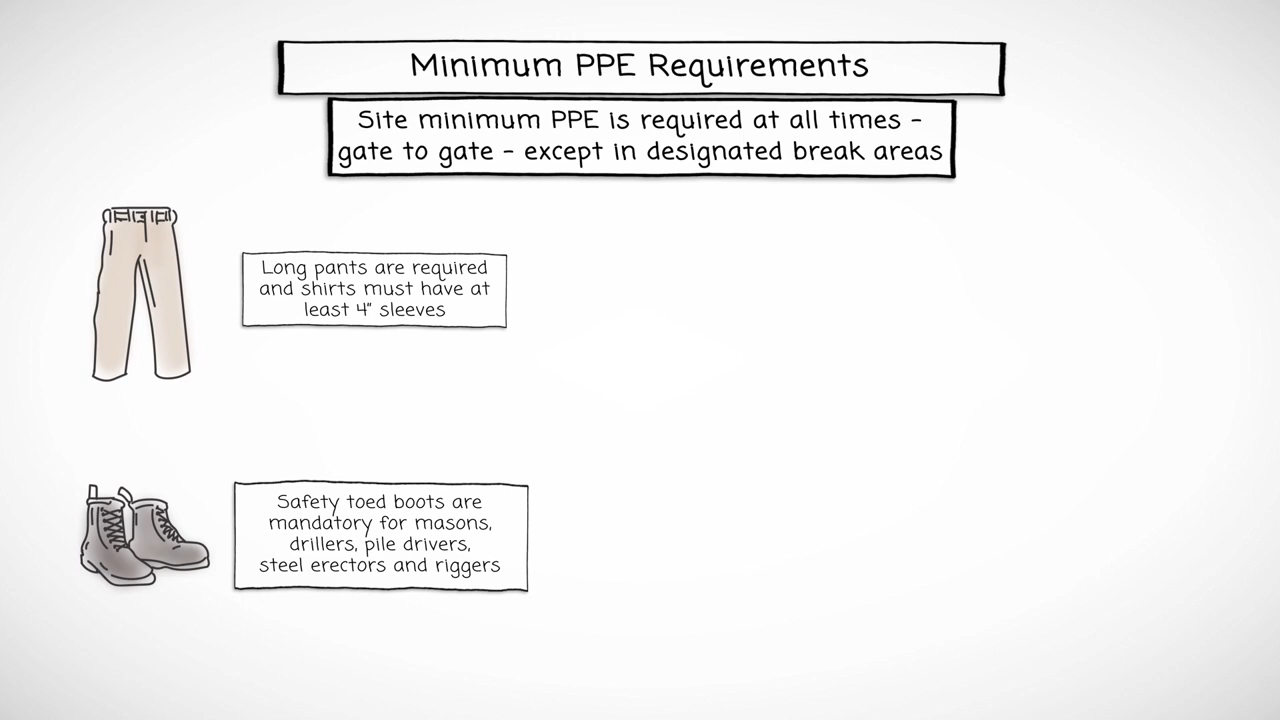 Minimum PPE Requirements
Site minimum PPE is required at all times -
gate to gate - except in designated break areas
Long pants are required
and shirts must have at
least 4" sleeves
Safety toed boots are
mandatory for masons,
drillers, pile drivers,
steel erectors and riggers